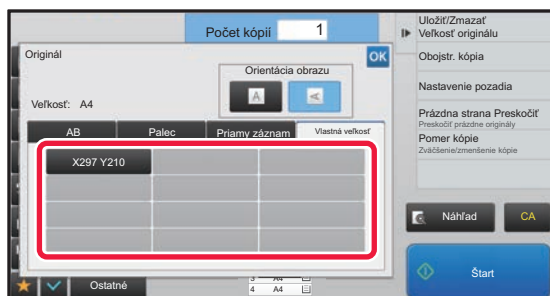 Počet kópií 1
Originál
OK
Orientácia obrazu
A
A
Veľkosť: A4
AB
Palec
Priamy záznam
Vlastná veľkosť
X297 Y210
Ostatné
3 A4
4 A4
Uložiť/Zmazať
Veľkosť originálu
Obojstr. kópia
Nastavenie pozadia
Prázdna strana Preskočiť
Preskočiť prázdne originály
Pomer kópie
Zväčšenie/zmenšenie kópie
Náhľad
CA
Štart